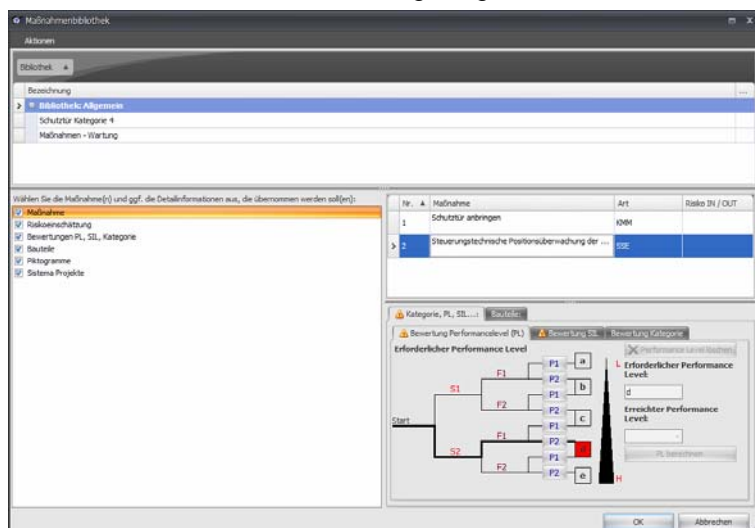 Maßnahmenbibliothek
Aktionen
Bibliothek
Bezeichnung ...
Bibliothek: Allgemein
Schutztür Kategorie 4
Maßnahmen - Wartung
Wählen Sie die Maßnahme(n) und ggf. die Detailinformationen aus, die übernommen werden soll(en):
Maßnahme
Risikoeinschätzung
Bewertungen PL, SIL, Kategorie
Bauteile
Piktogramme
Sistema Projekte
Nr. Maßnahme Art Risiko IN / OUT
1 Schutztür anbringen KMM
2 Steuerungstechnische Positionsüberwachung der ... SSE
Kategorie, PL, SIL...: Bauteile:
Bewertung Performancelevel (PL) Bewertung SIL Bewertung Kategorie
Erforderlicher Performance Level
Performance Level löschen
Start
S1
S2
F1
F2
F1
F2
P1
P2
P1
P2
P1
P2
P1
P2
a
b
c
d
e
L
H
Erforderlicher Performance Level:
d
Erreichter Performance Level:
-
PL berechnen
OK Abbrechen